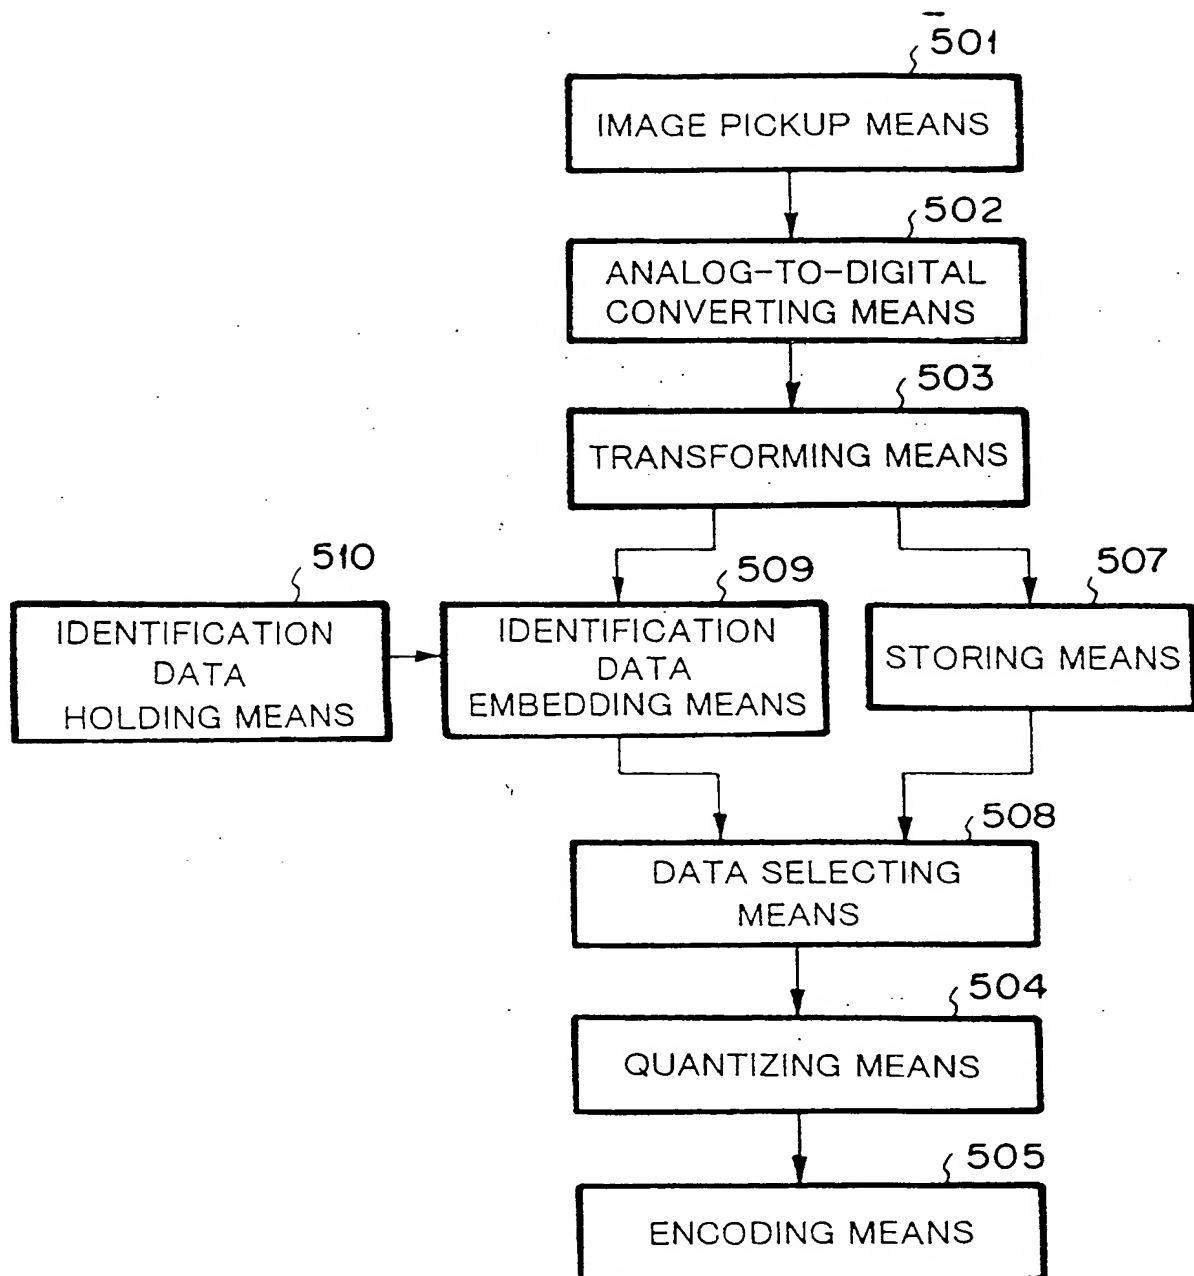 501
IMAGE PICKUP MEANS
502
ANALOG-TO-DIGITAL
CONVERTING MEANS
503
TRANSFORMING MEANS
510
IDENTIFICATION
DATA
HOLDING MEANS
509
IDENTIFICATION
DATA
EMBEDDING MEANS
507
STORING MEANS
508
DATA SELECTING
MEANS
504
QUANTIZING MEANS
505
ENCODING MEANS